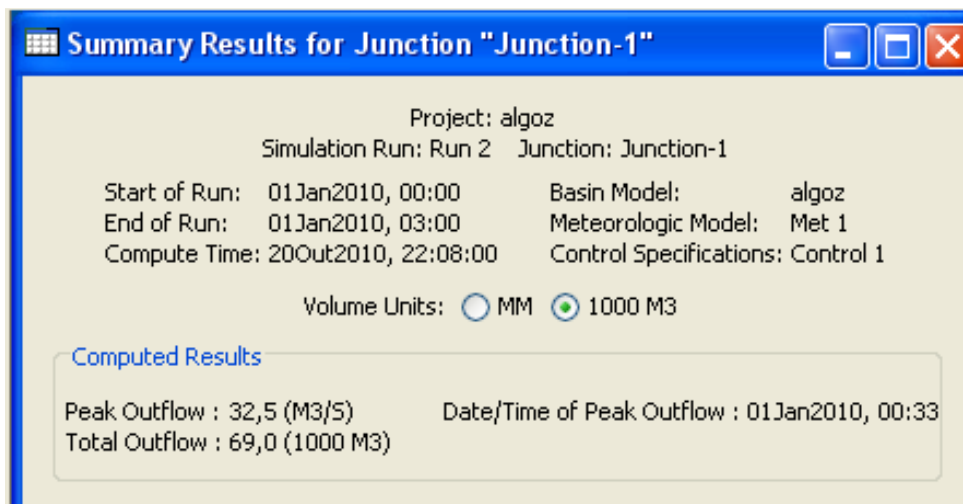 Summary Results for Junction "Junction-1"
Project: algoz
Simulation Run: Run 2 Junction: Junction-1
Start of Run: 01Jan2010, 00:00 Basin Model: algoz
End of Run: 01Jan2010, 03:00 Meteorologic Model: Met 1
Compute Time: 20Out2010, 22:08:00 Control Specifications: Control 1
Volume Units: MM 1000 M3
Computed Results
Peak Outflow : 32,5 (M3/S) Date/Time of Peak Outflow : 01Jan2010, 00:33
Total Outflow : 69,0 (1000 M3)